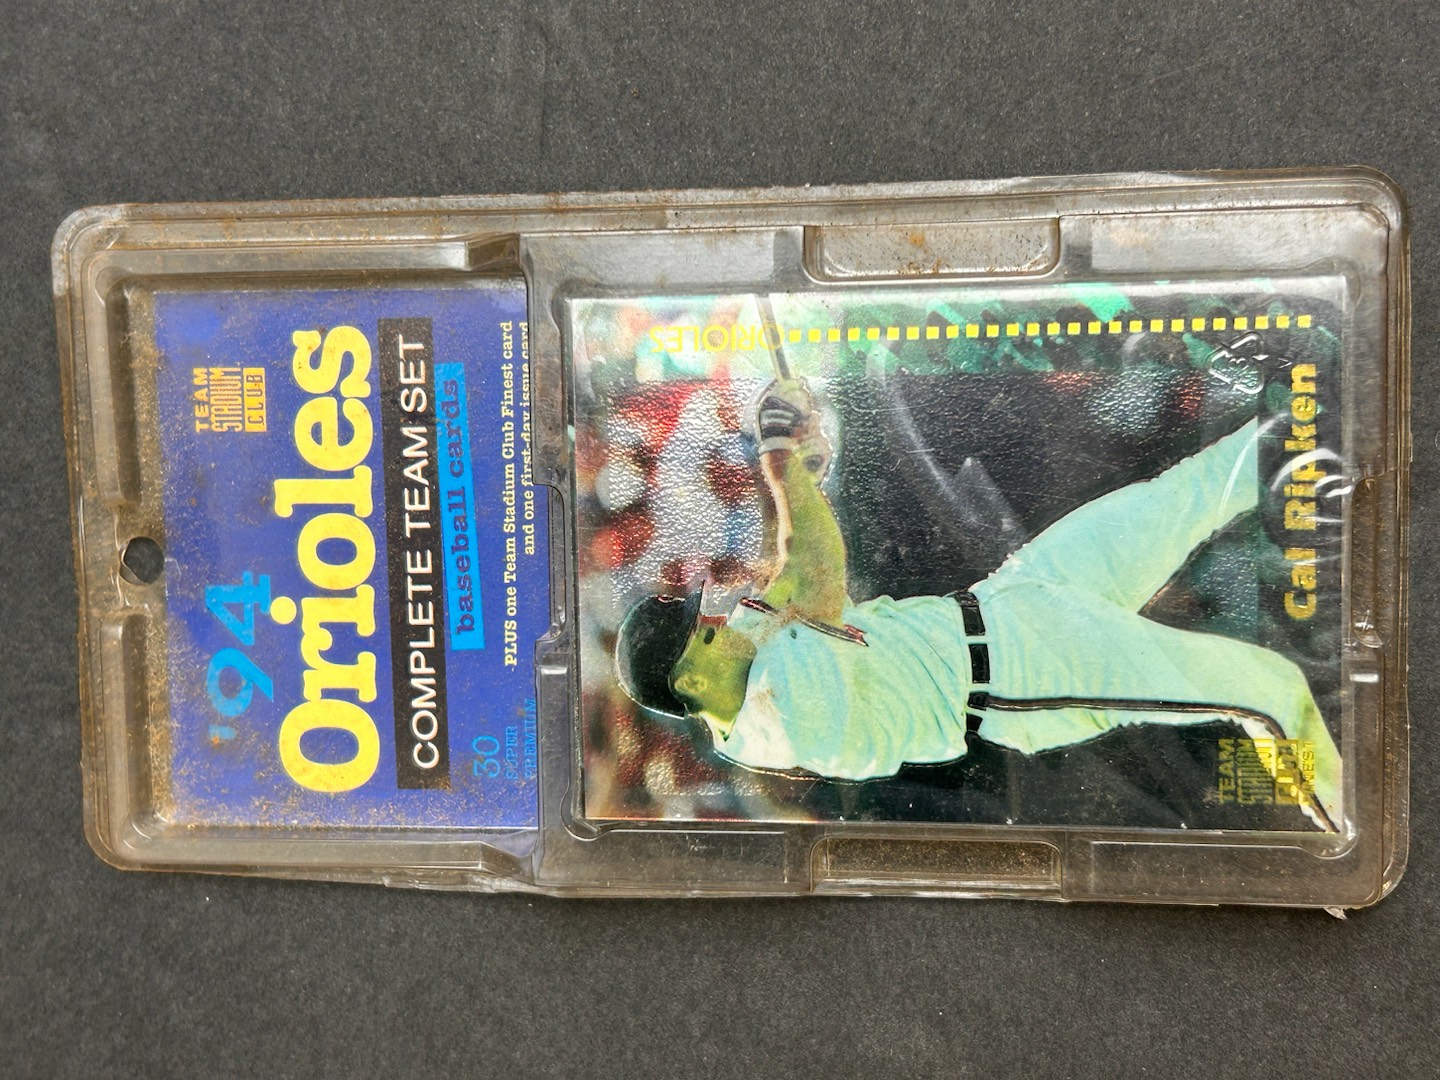 TEAM
STADIUM
CLUB
'94
Orioles
COMPLETE TEAM SET
baseball cards
30
SUPER
PREMIUM
PLUS one Team Stadium Club Finest card
and one first-day issue card
ORIOLES
Cal Ripken
TEAM
STADIUM
CLUB
FINEST